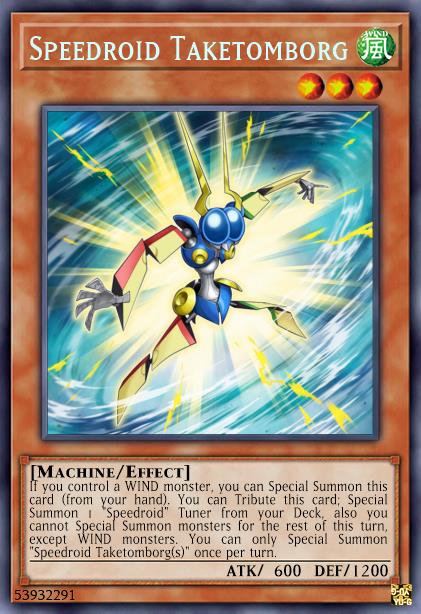 SPEEDROID TAKETOMBORG
WIND
風
[MACHINE/EFFECT]
If you control a WIND monster, you can Special Summon this
card (from your hand). You can Tribute this card; Special
Summon 1 "Speedroid" Tuner from your Deck, also you
cannot Special Summon monsters for the rest of this turn,
except WIND monsters. You can only Special Summon
"Speedroid Taketomborg(s)" once per turn.
ATK/ 600 DEF/1200
53932291